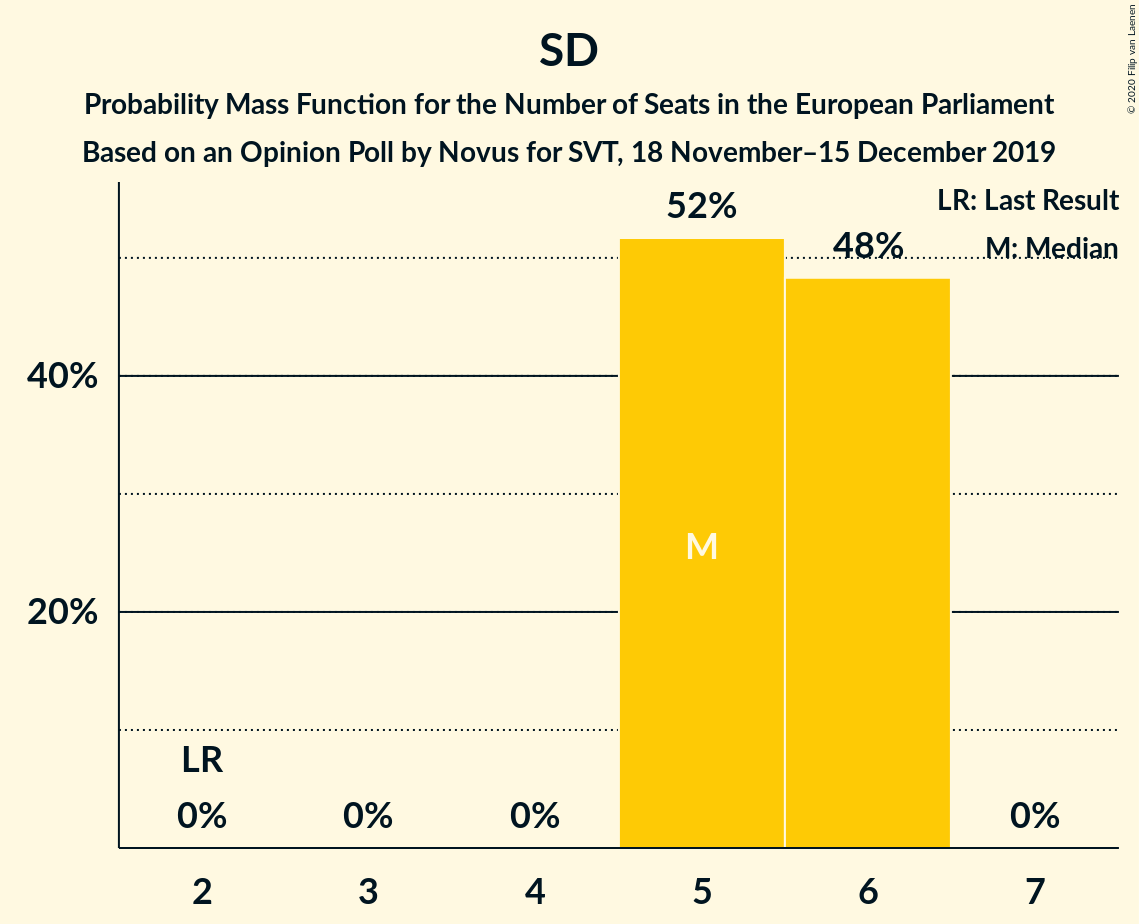 SD
Probability Mass Function for the Number of Seats in the European Parliament
Based on an Opinion Poll by Novus for SVT, 18 November–15 December 2019
© 2020 Filip van Laenen
LR: Last Result
M: Median
52%
48%
40%
20%
M
LR
0%
0%
0%
0%
2
3
4
5
6
7